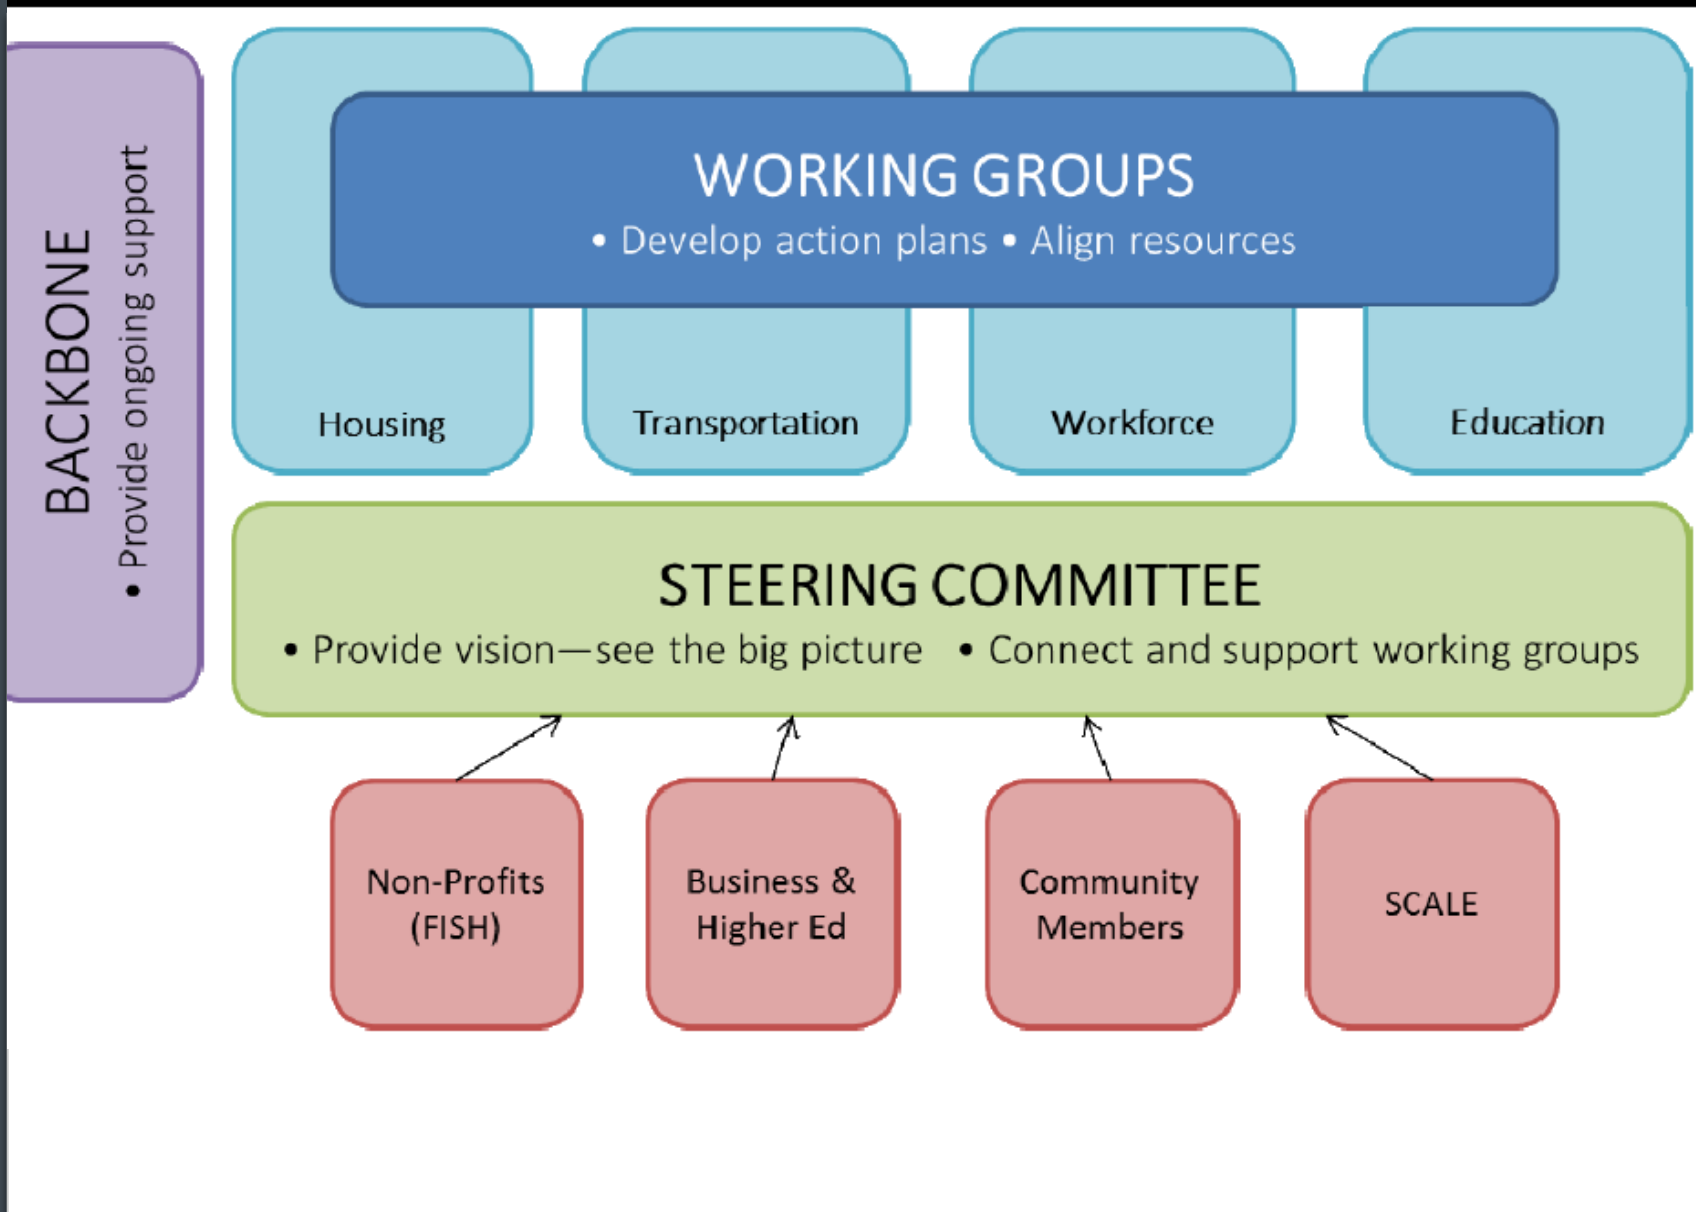 BACKBONE
• Provide ongoing support
WORKING GROUPS
• Develop action plans • Align resources
Housing
Transportation
Workforce
Education
STEERING COMMITTEE
• Provide vision—see the big picture • Connect and support working groups
Non-Profits
(FISH)
Business &
Higher Ed
Community
Members
SCALE